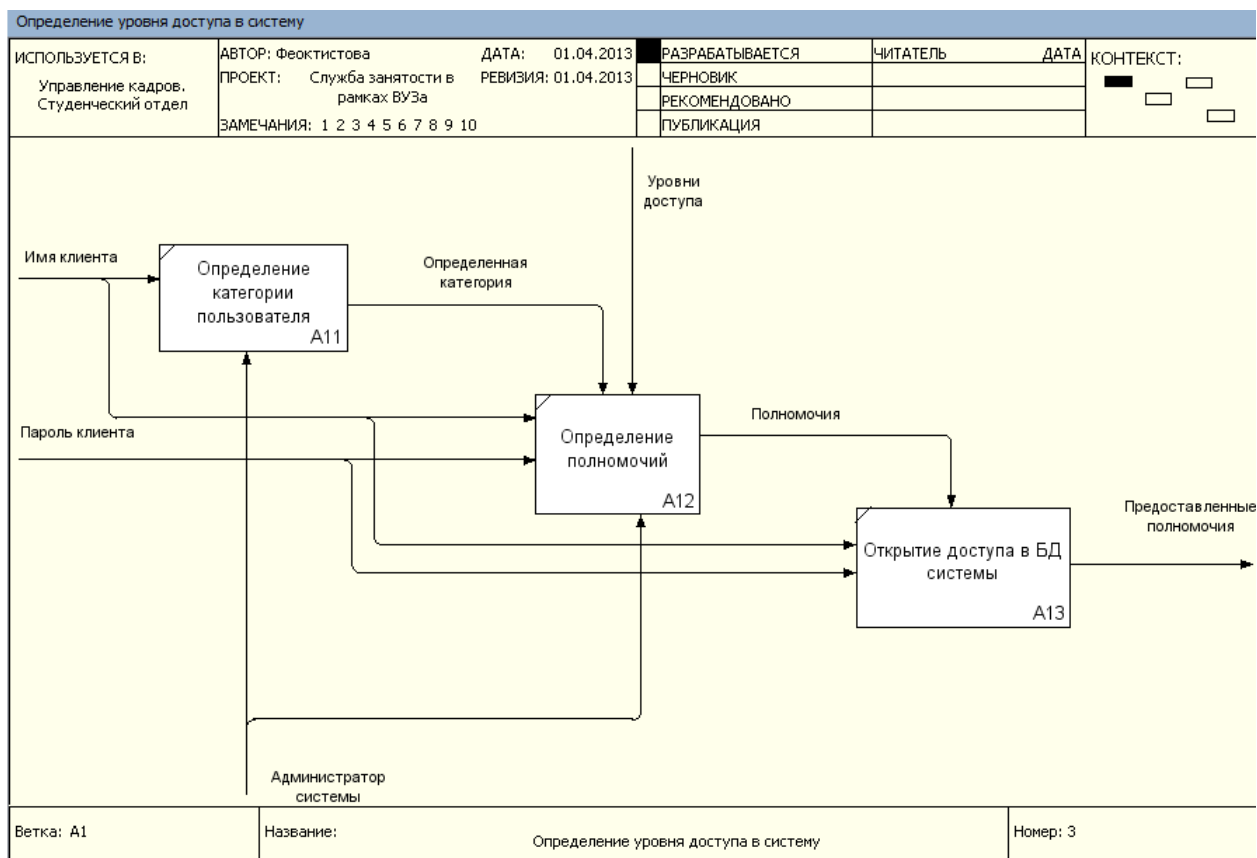 Определение уровня доступа в систему
ИСПОЛЬЗУЕТСЯ В:
Управление кадров.
Студенческий отдел
АВТОР: Феоктистова
ДАТА: 01.04.2013
ПРОЕКТ: Служба занятости в
рамках ВУЗа
РЕВИЗИЯ: 01.04.2013
ЗАМЕЧАНИЯ: 1 2 3 4 5 6 7 8 9 10
РАЗРАБАТЫВАЕТСЯ
ЧЕРНОВИК
РЕКОМЕНДОВАНО
ПУБЛИКАЦИЯ
ЧИТАТЕЛЬ ДАТА
КОНТЕКСТ:
Уровни
доступа
Имя клиента
Определение
категории
пользователя
A11
Определенная
категория
Пароль клиента
Определение
полномочий
A12
Полномочия
Открытие доступа в БД
системы
A13
Предоставленные
полномочия
Администратор
системы
Ветка: A1
Название:
Определение уровня доступа в систему
Номер: 3